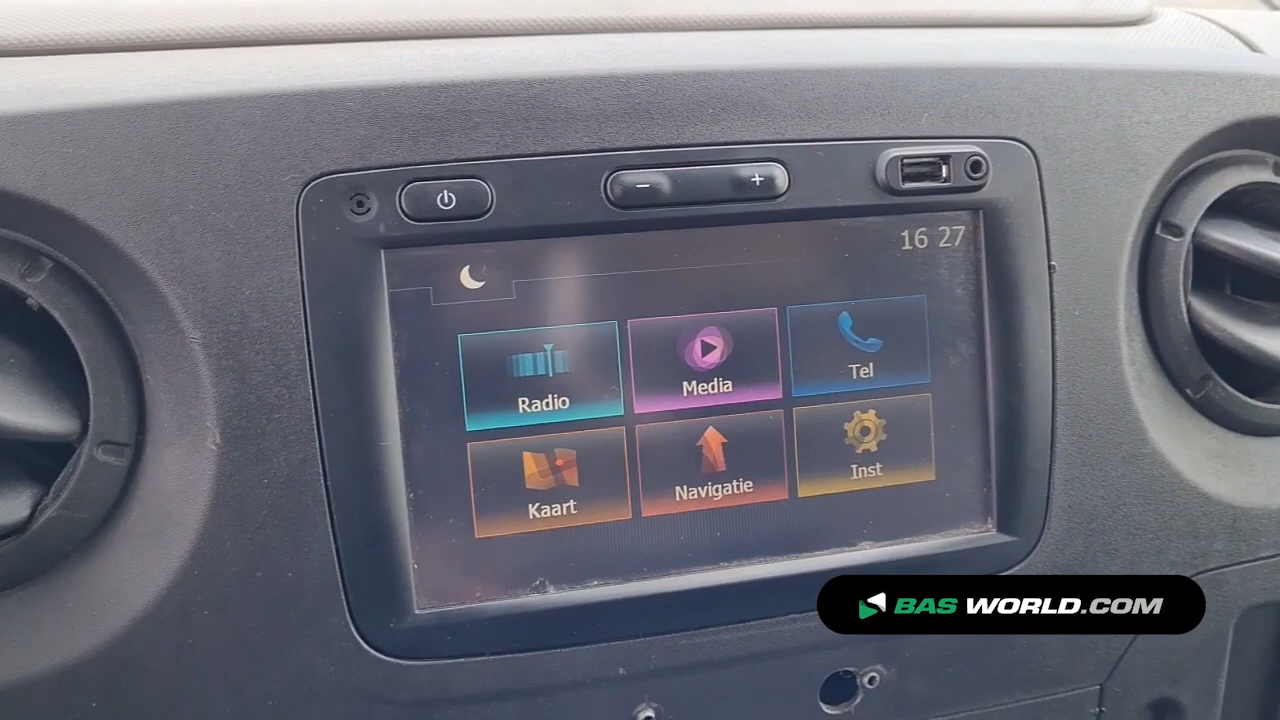 16 27
Radio
Media
Tel
Kaart
Navigatie
Inst
BAS WORLD.COM